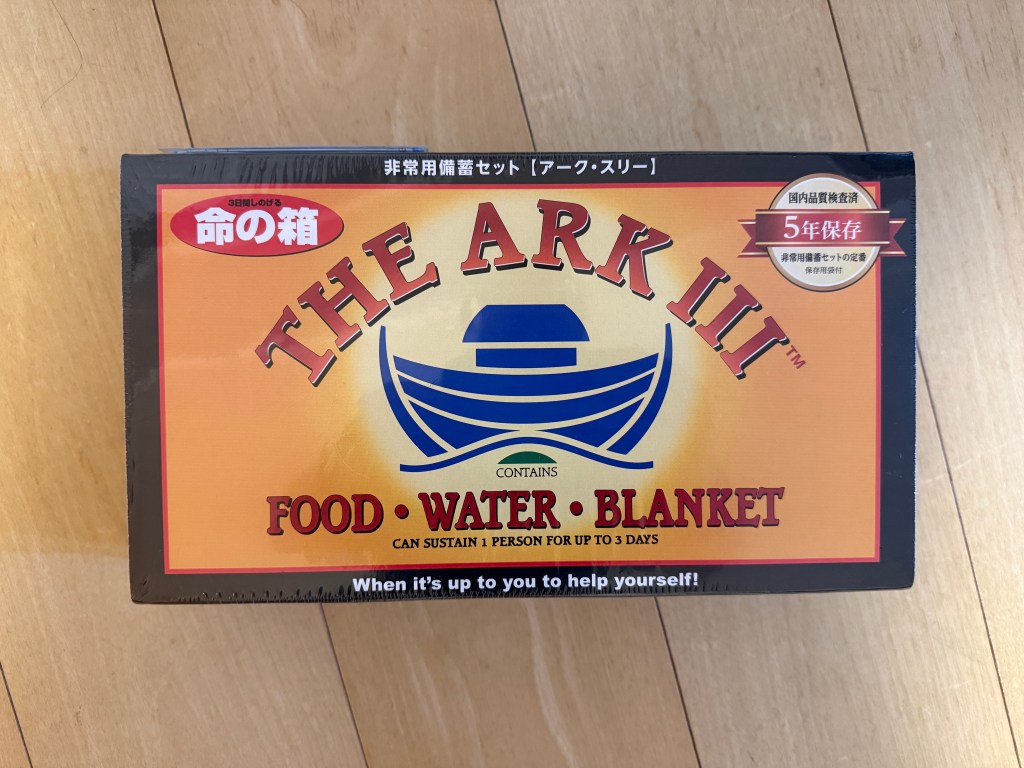 非常用備蓄セット【アーク・スリー】
3日間しのげる
命の箱
国内品質検査済
5年保存
非常用備蓄セットの定番
保存用袋付
THE ARK III™
CONTAINS
FOOD・WATER・BLANKET
CAN SUSTAIN 1 PERSON FOR UP TO 3 DAYS
When it's up to you to help yourself!